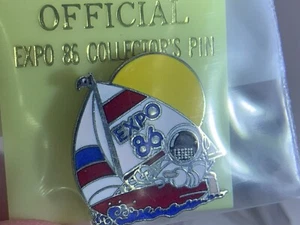 OFFICIAL
EXPO 86 COLLECTOR'S PIN
EXPO
86